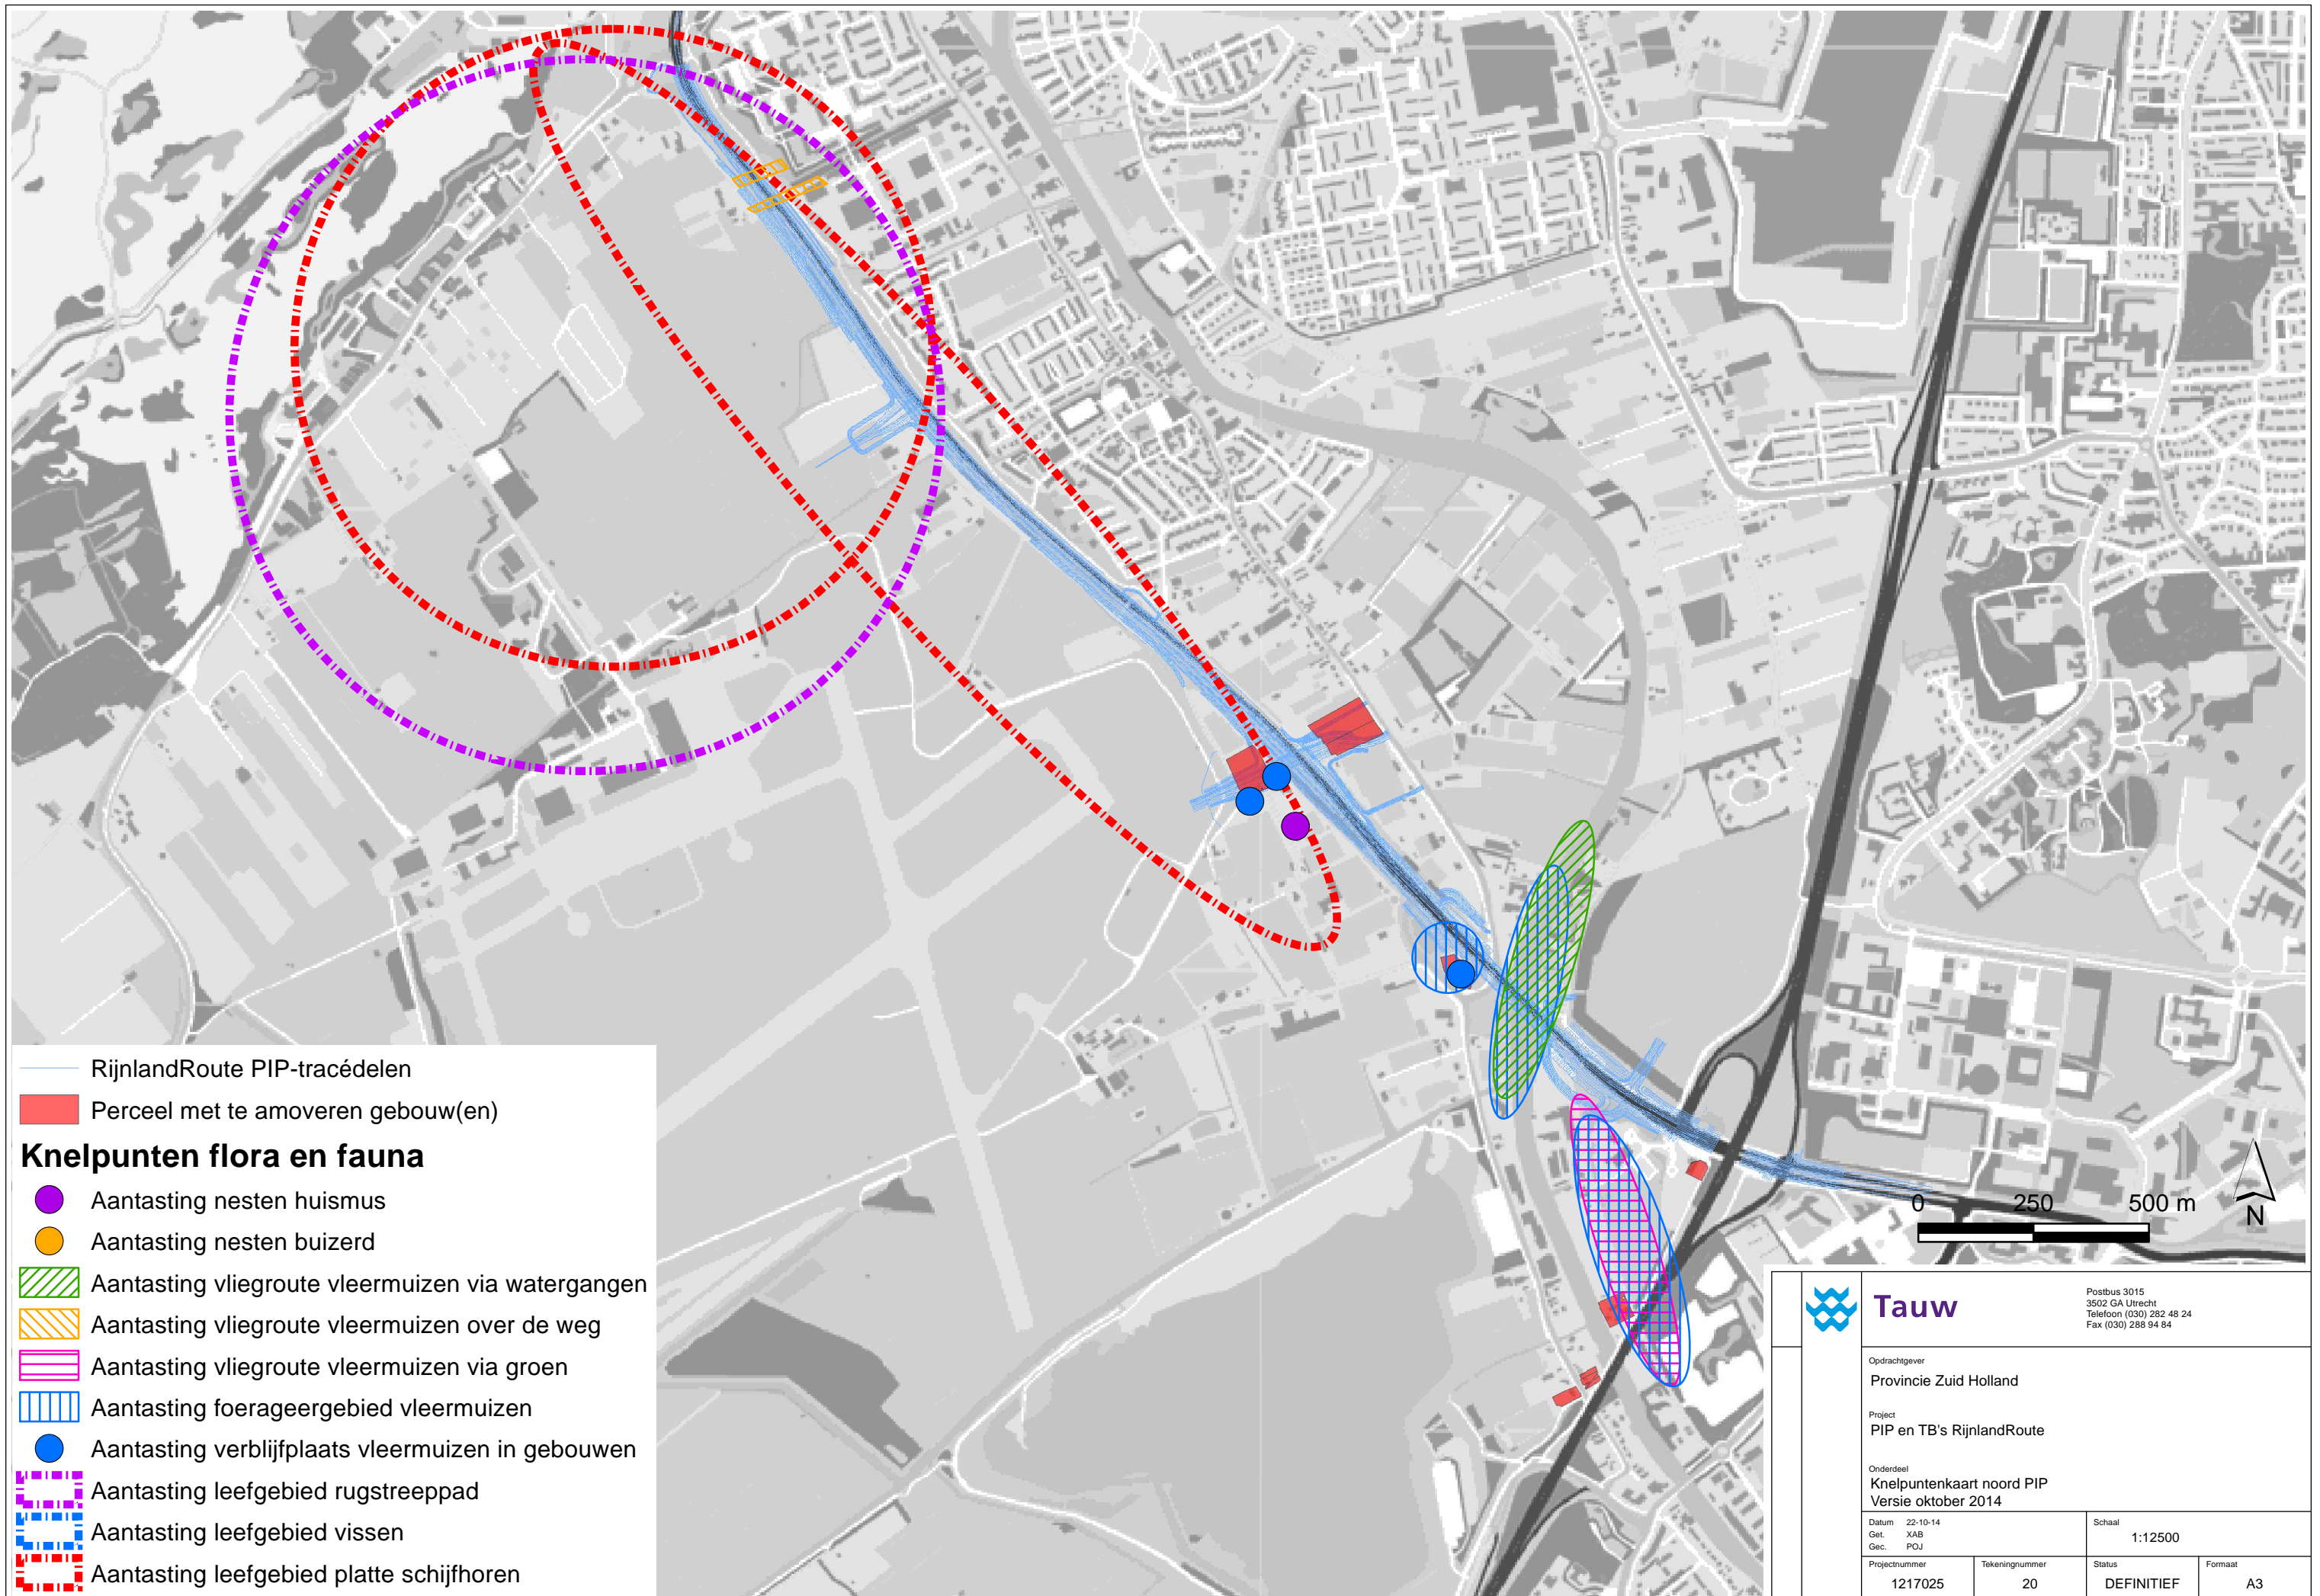 RijnlandRoute PIP-tracédelen
Perceel met te amoveren gebouw(en)
Knelpunten flora en fauna
Aantasting nesten huismus
Aantasting nesten buizerd
Aantasting vliegroute vleermuizen via watergangen
Aantasting vliegroute vleermuizen over de weg
Aantasting vliegroute vleermuizen via groen
Aantasting foerageergebied vleermuizen
Aantasting verblijfplaats vleermuizen in gebouwen
Aantasting leefgebied rugstreeppad
Aantasting leefgebied vissen
Aantasting leefgebied platte schijfhoren
0 250 500 m
N
Tauw
Postbus 3015
3502 GA Utrecht
Telefoon (030) 282 48 24
Fax (030) 288 94 84
Opdrachtgever
Provincie Zuid Holland
Project
PIP en TB's RijnlandRoute
Onderdeel
Knelpuntenkaart noord PIP
Versie oktober 2014
Datum 22-10-14
Get. XAB
Gec. POJ
Schaal
1:12500
Projectnummer
1217025
Tekeningnummer
20
Status
DEFINITIEF
Formaat
A3